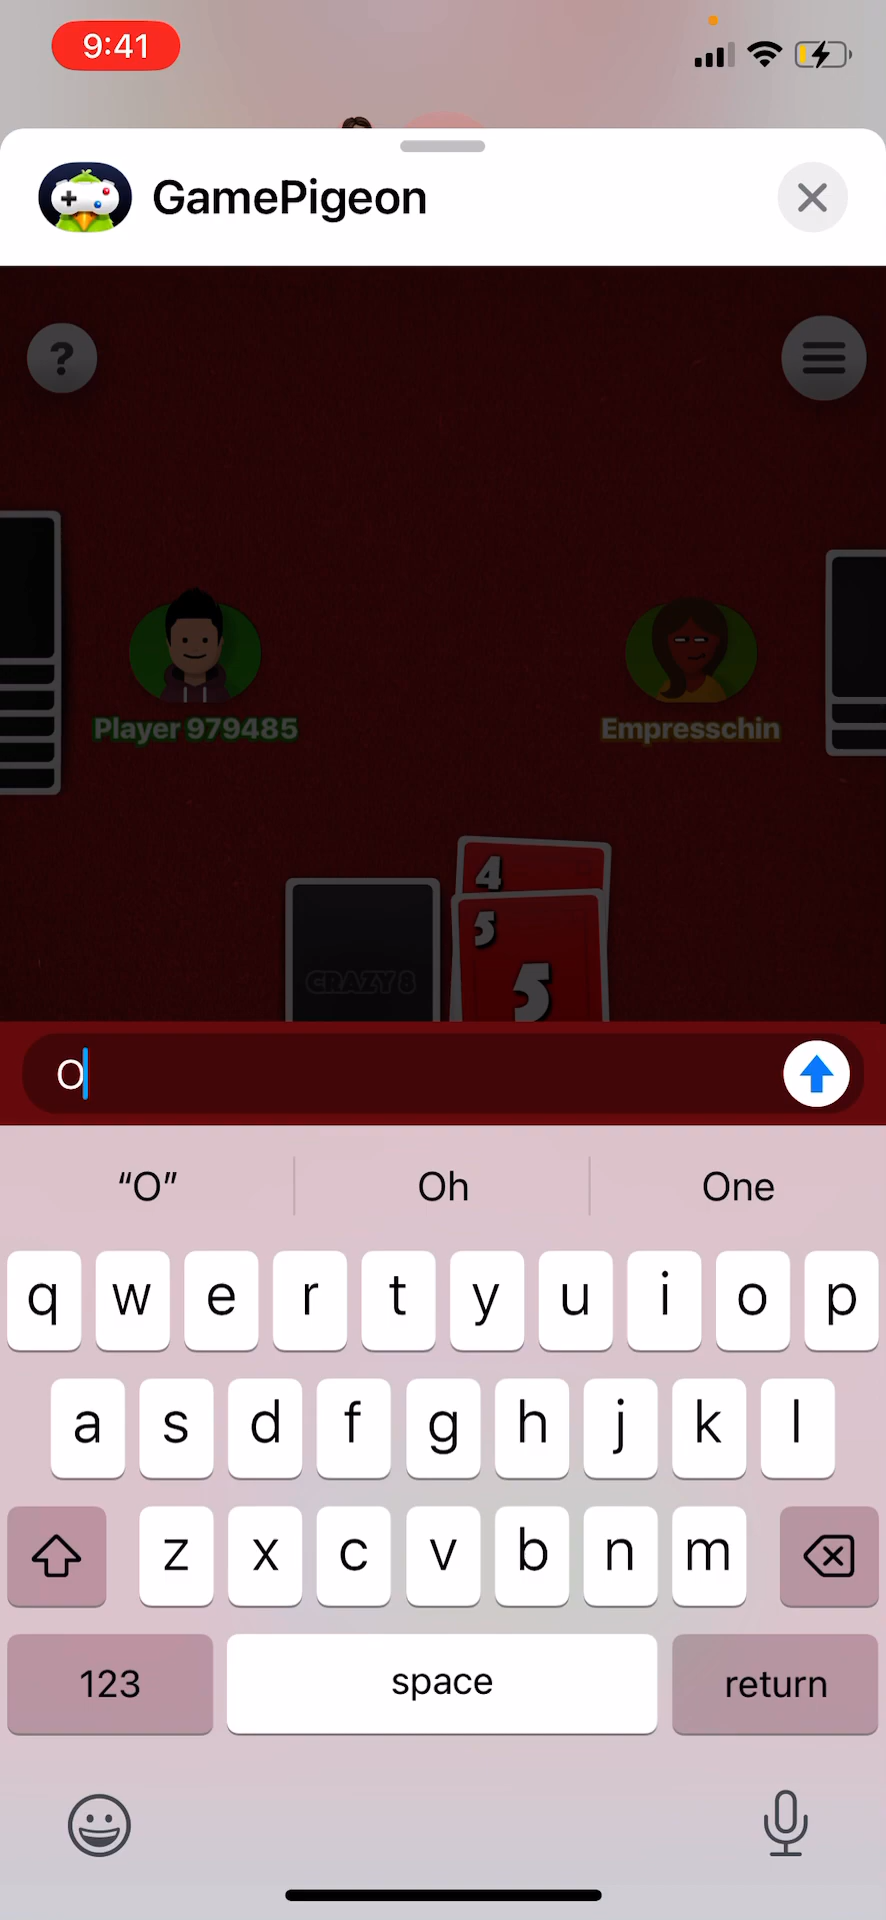 9:41
GamePigeon
?
Player 979485
Empresschin
4
5
5
CRAZY 8
O
“O”
Oh
One
q w e r t y u i o p
a s d f g h j k l
z x c v b n m
123
space
return